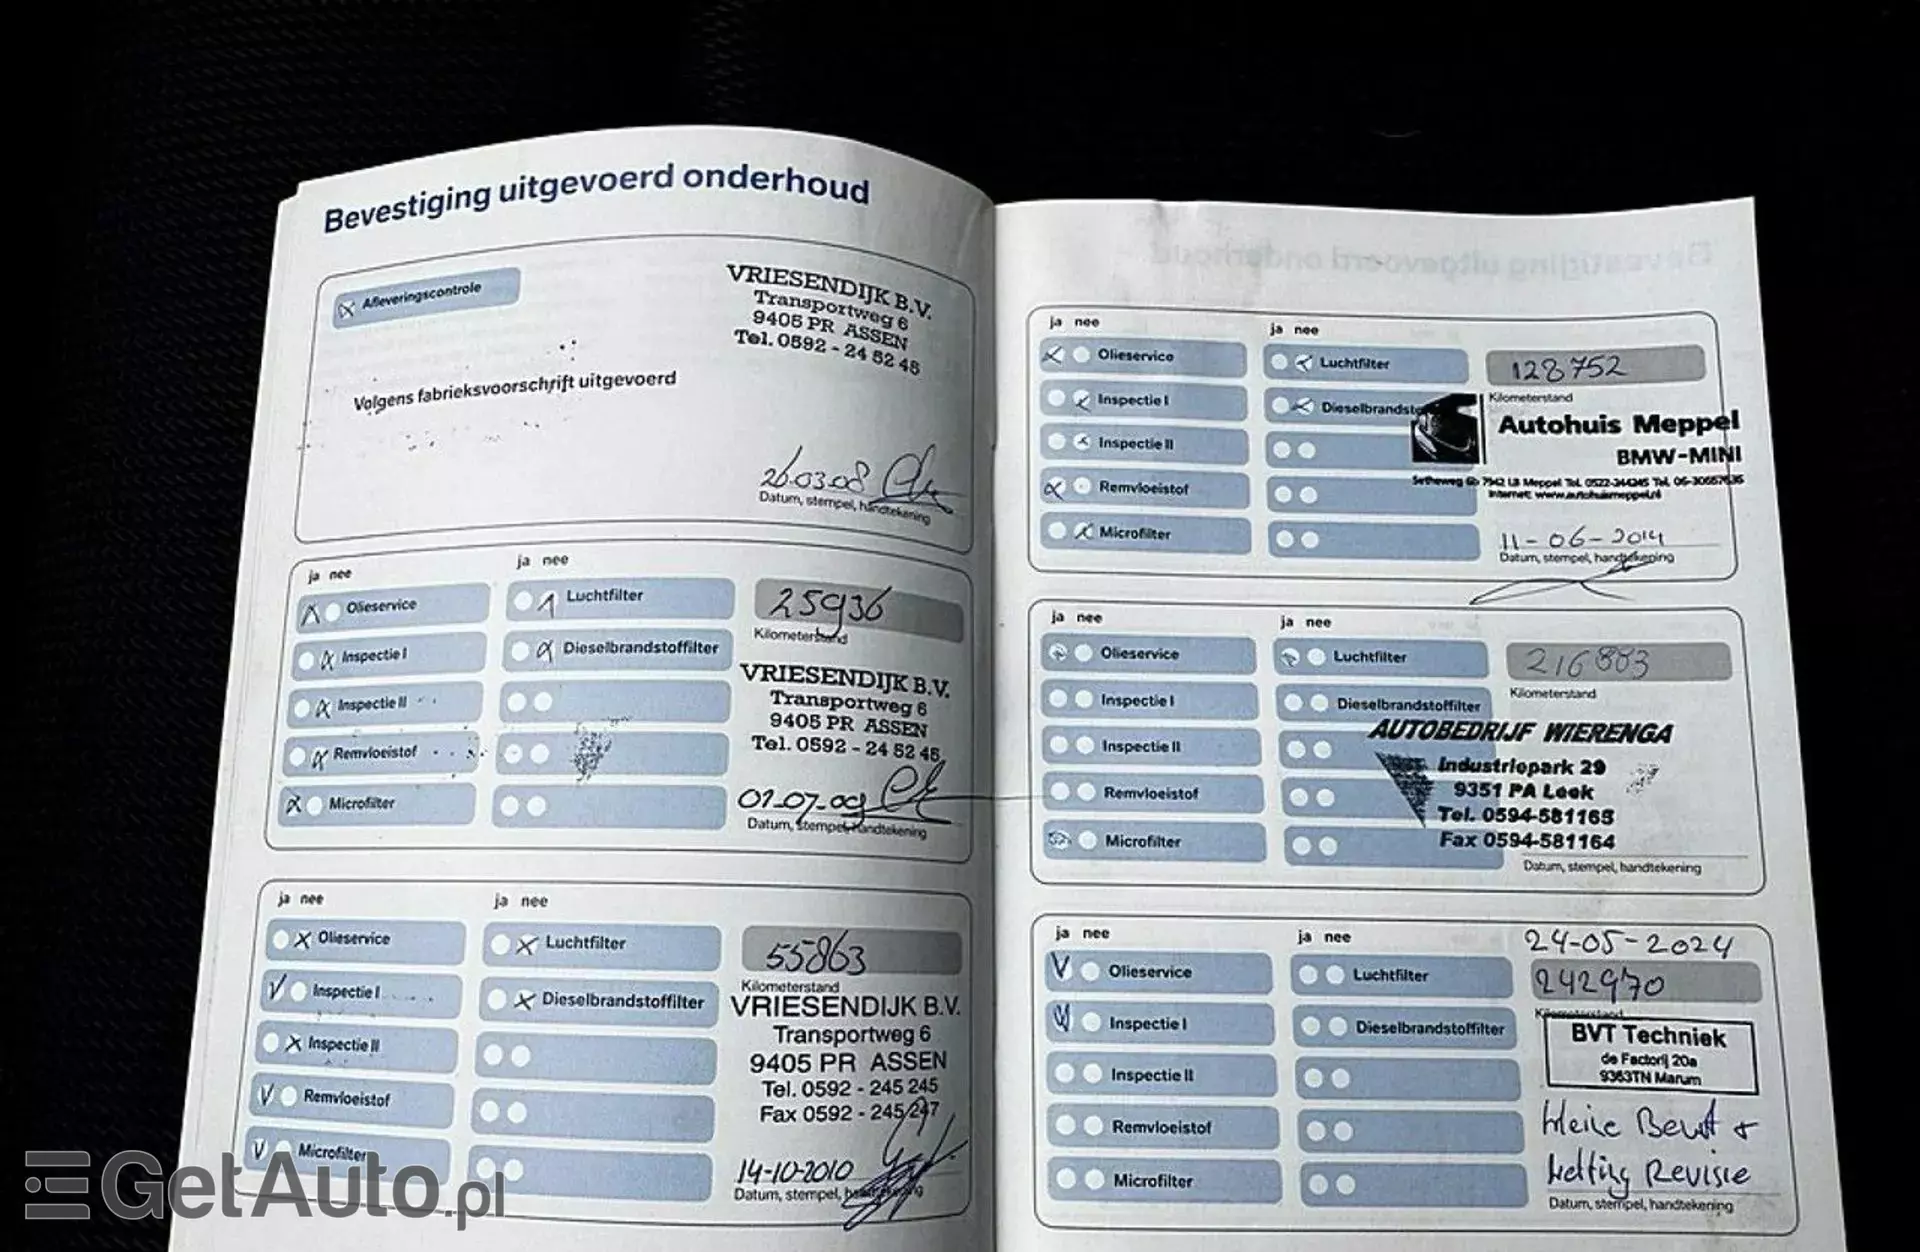 Bevestiging uitgevoerd onderhoud
Afleveringscontrole
Volgens fabrieksvoorschrift uitgevoerd
VRIESENDIJK B.V.
Transportweg 6
9405 PR ASSEN
Tel. 0592 - 24 52 45
26.03.08
Datum, stempel, handtekening
ja nee
ja nee
Olieservice
Inspectie I
Inspectie II
Remvloeistof
Microfilter
Luchtfilter
Dieselbrandstoffilter
25936
Kilometerstand
VRIESENDIJK B.V.
Transportweg 6
9405 PR ASSEN
Tel. 0592 - 24 52 45
01-07-09
Datum, stempel, handtekening
ja nee
ja nee
Olieservice
Inspectie I
Inspectie II
Remvloeistof
Microfilter
Luchtfilter
Dieselbrandstoffilter
55863
Kilometerstand
VRIESENDIJK B.V.
Transportweg 6
9405 PR ASSEN
Tel. 0592 - 245 245
Fax 0592 - 245 247
14-10-2010
Datum, stempel, handtekening
ja nee
ja nee
Olieservice
Inspectie I
Inspectie II
Remvloeistof
Microfilter
Luchtfilter
128752
Kilometerstand
Autohuis Meppel
BMW-MINI
Internet: www.autohuismeppel.nl
11-06-2014
Datum, stempel, handtekening
ja nee
ja nee
Olieservice
Inspectie I
Inspectie II
Remvloeistof
Microfilter
Luchtfilter
Dieselbrandstoffilter
216883
Kilometerstand
AUTOBEDRIJF WIERENGA
Industriepark 29
9351 PA Leek
Tel. 0594-581165
Fax 0594-581164
Datum, stempel, handtekening
ja nee
ja nee
Olieservice
Inspectie I
Inspectie II
Remvloeistof
Microfilter
Luchtfilter
Dieselbrandstoffilter
24-05-2024
242970
BVT Techniek
de Factorij 20a
9363TN Marum
Kleine Beurt +
Ketting Revisie
Datum, stempel, handtekening
GetAuto.pl